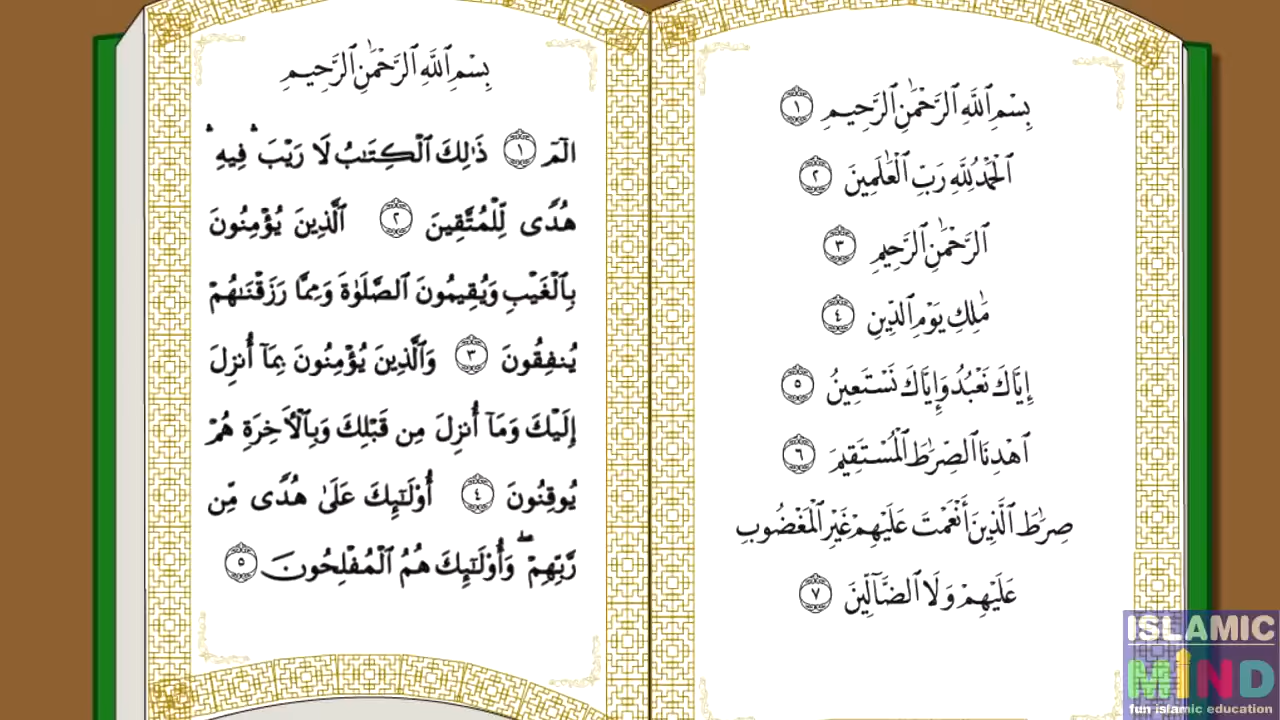 بِسْمِ ٱللَّهِ ٱلرَّحْمَٰنِ ٱلرَّحِيمِ ١
ٱلْحَمْدُ لِلَّهِ رَبِّ ٱلْعَٰلَمِينَ ٢
ٱلرَّحْمَٰنِ ٱلرَّحِيمِ ٣
مَٰلِكِ يَوْمِ ٱلدِّينِ ٤
إِيَّاكَ نَعْبُدُ وَإِيَّاكَ نَسْتَعِينُ ٥
ٱهْدِنَا ٱلصِّرَٰطَ ٱلْمُسْتَقِيمَ ٦
صِرَٰطَ ٱلَّذِينَ أَنْعَمْتَ عَلَيْهِمْ غَيْرِ ٱلْمَغْضُوبِ
عَلَيْهِمْ وَلَا ٱلضَّآلِّينَ ٧
بِسْمِ ٱللَّهِ ٱلرَّحْمَٰنِ ٱلرَّحِيمِ
الٓمٓ ١ ذَٰلِكَ ٱلْكِتَٰبُ لَا رَيْبَ ۛ فِيهِ ۛ
هُدًى لِّلْمُتَّقِينَ ٢ ٱلَّذِينَ يُؤْمِنُونَ
بِٱلْغَيْبِ وَيُقِيمُونَ ٱلصَّلَوٰةَ وَمِمَّا رَزَقْنَٰهُمْ
يُنفِقُونَ ٣ وَٱلَّذِينَ يُؤْمِنُونَ بِمَآ أُنزِلَ
إِلَيْكَ وَمَآ أُنزِلَ مِن قَبْلِكَ وَبِٱلْأَخِرَةِ هُمْ
يُوقِنُونَ ٤ أُوْلَٰٓئِكَ عَلَىٰ هُدًى مِّن
رَّبِّهِمْ ۖ وَأُوْلَٰٓئِكَ هُمُ ٱلْمُفْلِحُونَ ٥
ISLAMIC
MIND
fun islamic education